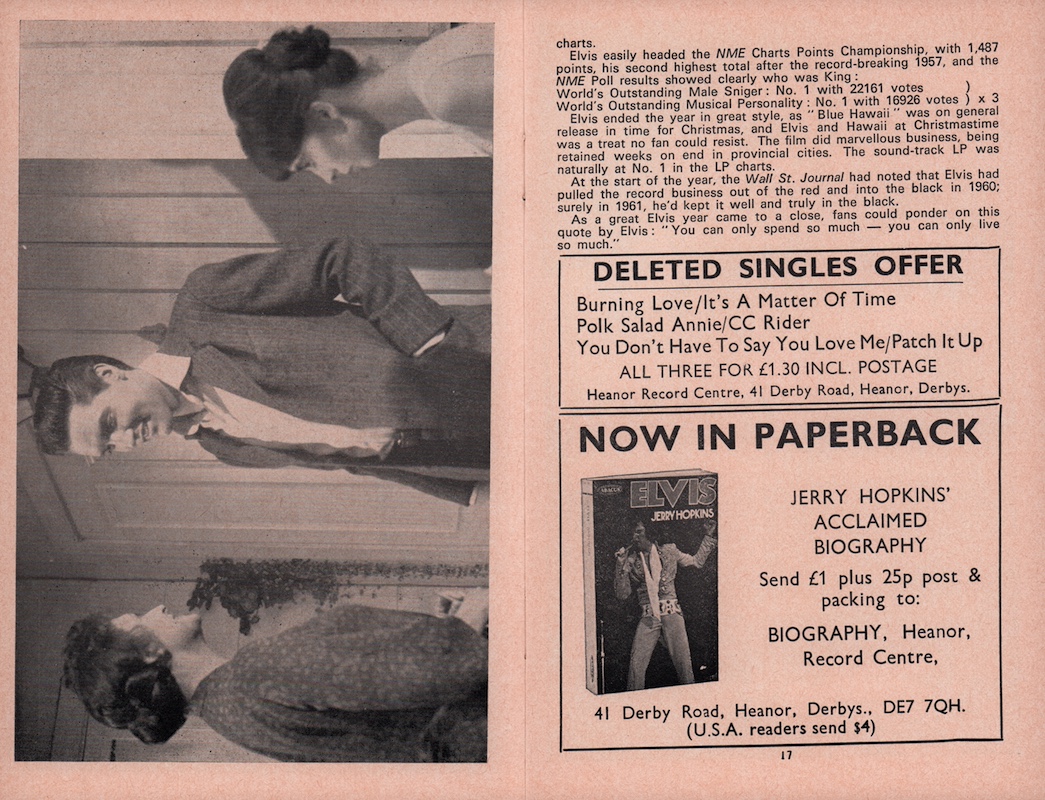 charts.
Elvis easily headed the NME Charts Points Championship, with 1,487
points, his second highest total after the record-breaking 1957, and the
NME Poll results showed clearly who was King:
World's Outstanding Male Sniger: No. 1 with 22161 votes )
World's Outstanding Musical Personality: No. 1 with 16926 votes ) x 3
Elvis ended the year in great style, as "Blue Hawaii" was on general
release in time for Christmas, and Elvis and Hawaii at Christmastime
was a treat no fan could resist. The film did marvellous business, being
retained weeks on end in provincial cities. The sound-track LP was
naturally at No. 1 in the LP charts.
At the start of the year, the Wall St. Journal had noted that Elvis had
pulled the record business out of the red and into the black in 1960;
surely in 1961, he'd kept it well and truly in the black.
As a great Elvis year came to a close, fans could ponder on this
quote by Elvis: "You can only spend so much — you can only live
so much."
DELETED SINGLES OFFER
Burning Love/It's A Matter Of Time
Polk Salad Annie/CC Rider
You Don't Have To Say You Love Me/Patch It Up
ALL THREE FOR £1.30 INCL. POSTAGE
Heanor Record Centre, 41 Derby Road, Heanor, Derbys.
NOW IN PAPERBACK
ABACUS
ELVIS
JERRY HOPKINS
JERRY HOPKINS'
ACCLAIMED
BIOGRAPHY
Send £1 plus 25p post &
packing to:
BIOGRAPHY, Heanor,
Record Centre,
41 Derby Road, Heanor, Derbys., DE7 7QH.
(U.S.A. readers send $4)
17